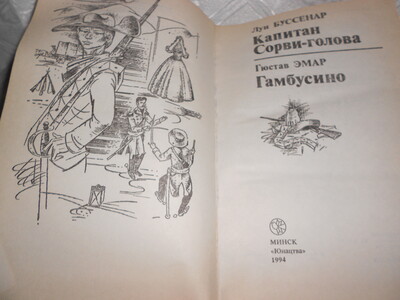 Луи БУССЕНАР
Капитан
Сорви-голова
Гюстав ЭМАР
Гамбусино
МИНСК
«Юнацтва»
1994